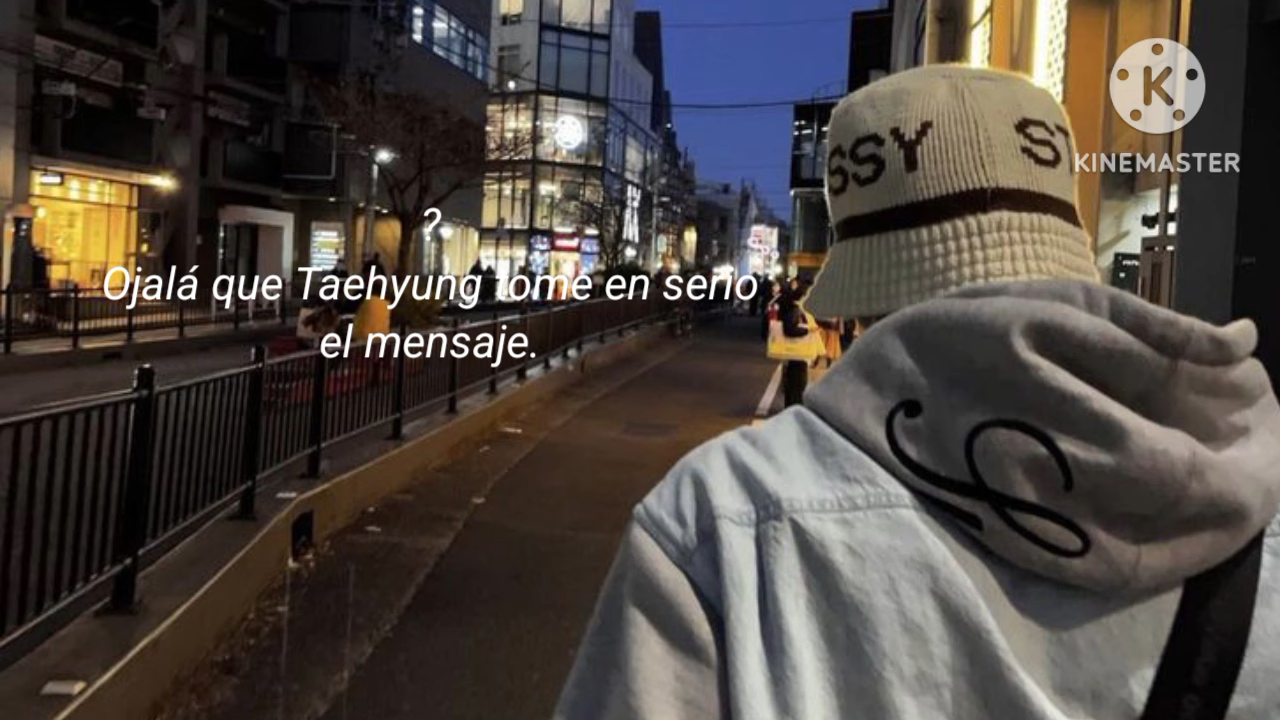 ?
Ojalá que Taehyung tome en serio
el mensaje.
SSY ST
K
KINEMASTER